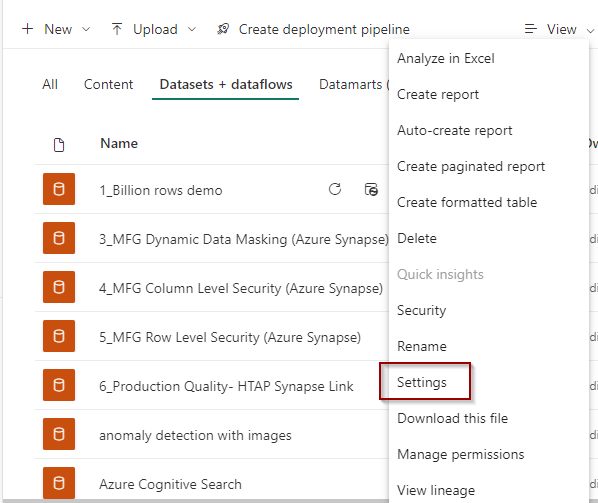 New Upload Create deployment pipeline View
All Content Datasets + dataflows Datamarts (
Name
1_Billion rows demo
3_MFG Dynamic Data Masking (Azure Synapse)
4_MFG Column Level Security (Azure Synapse)
5_MFG Row Level Security (Azure Synapse)
6_Production Quality- HTAP Synapse Link
anomaly detection with images
Azure Cognitive Search
Analyze in Excel
Create report
Auto-create report
Create paginated report
Create formatted table
Delete
Quick insights
Security
Rename
Settings
Download this file
Manage permissions
View lineage